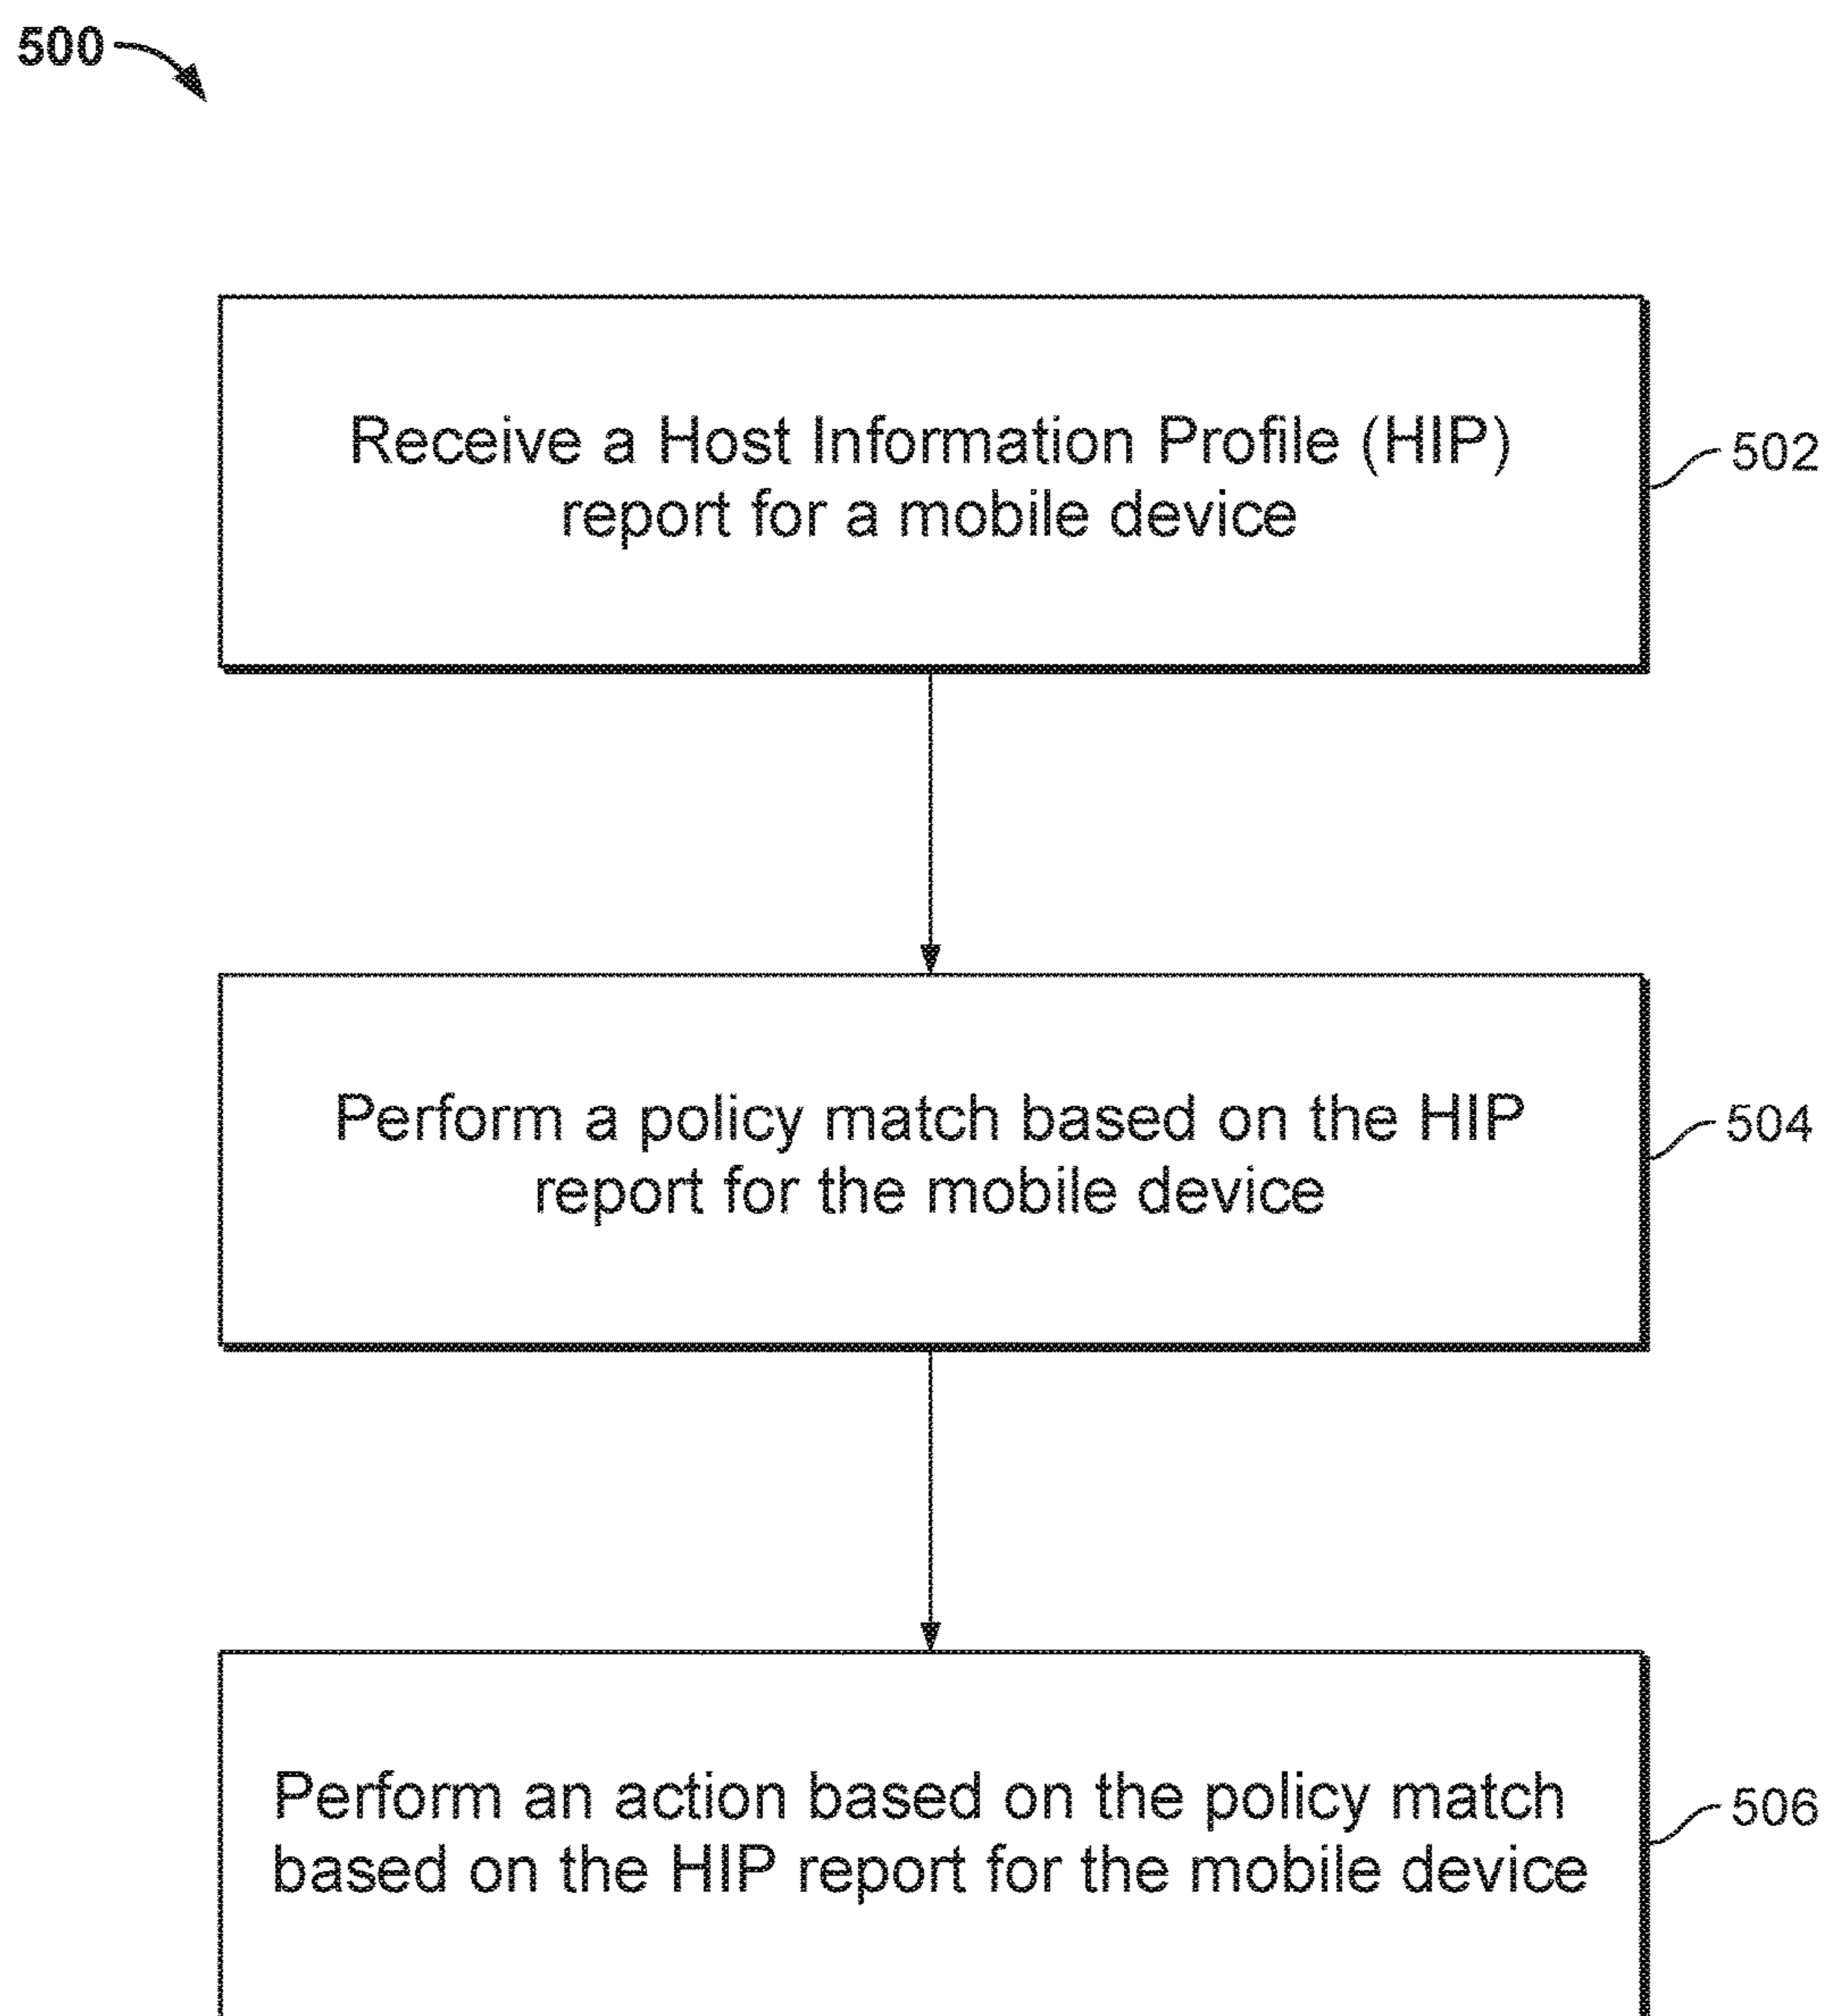 500
Receive a Host Information Profile (HIP)
report for a mobile device
502
Perform a policy match based on the HIP
report for the mobile device
504
Perform an action based on the policy match
based on the HIP report for the mobile device
506